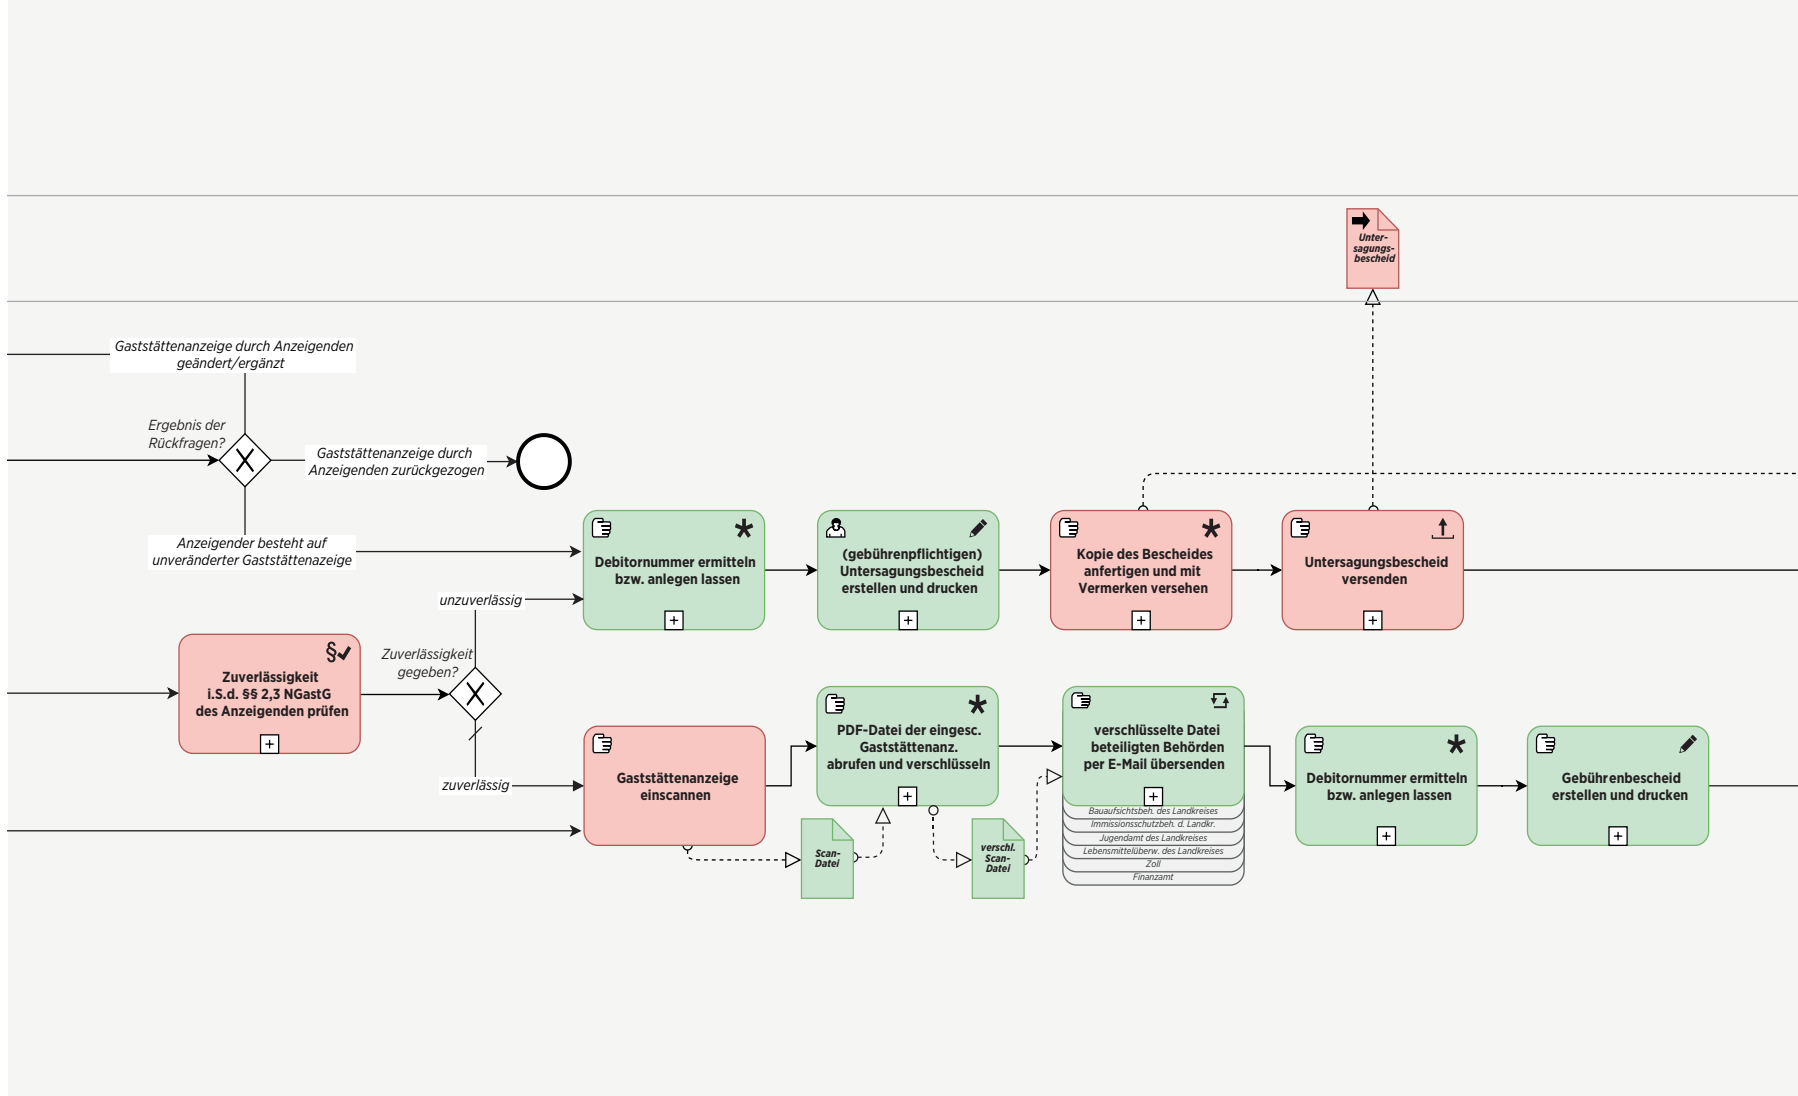 Unter-
sagungs-
bescheid
Gaststättenanzeige durch Anzeigenden
geändert/ergänzt
Ergebnis der
Rückfragen?
Gaststättenanzeige durch
Anzeigenden zurückgezogen
Anzeigender besteht auf
unveränderter Gaststättenazeige
Debitornummer ermitteln
bzw. anlegen lassen
(gebührenpflichtigen)
Untersagungsbescheid
erstellen und drucken
Kopie des Bescheides
anfertigen und mit
Vermerken versehen
Untersagungsbescheid
versenden
unzuverlässig
Zuverlässigkeit
gegeben?
§
Zuverlässigkeit
i.S.d. §§ 2,3 NGastG
des Anzeigenden prüfen
zuverlässig
Gaststättenanzeige
einscannen
PDF-Datei der eingesc.
Gaststättenanz.
abrufen und verschlüsseln
verschlüsselte Datei
beteiligten Behörden
per E-Mail übersenden
Bauaufsichtsbeh. des Landkreises
Immissionsschutzbeh. d. Landkr.
Jugendamt des Landkreises
Lebensmittelüberw. des Landkreises
Zoll
Finanzamt
Debitornummer ermitteln
bzw. anlegen lassen
Gebührenbescheid
erstellen und drucken
Scan-
Datei
verschl.
Scan-
Datei